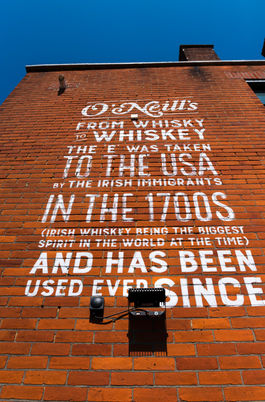 O'Neill's
FROM WHISKY
TO WHISKEY
THE 'E' WAS TAKEN
TO THE USA
BY THE IRISH IMMIGRANTS
IN THE 1700S
(IRISH WHISKEY BEING THE BIGGEST
SPIRIT IN THE WORLD AT THE TIME)
AND HAS BEEN
USED EVER SINCE